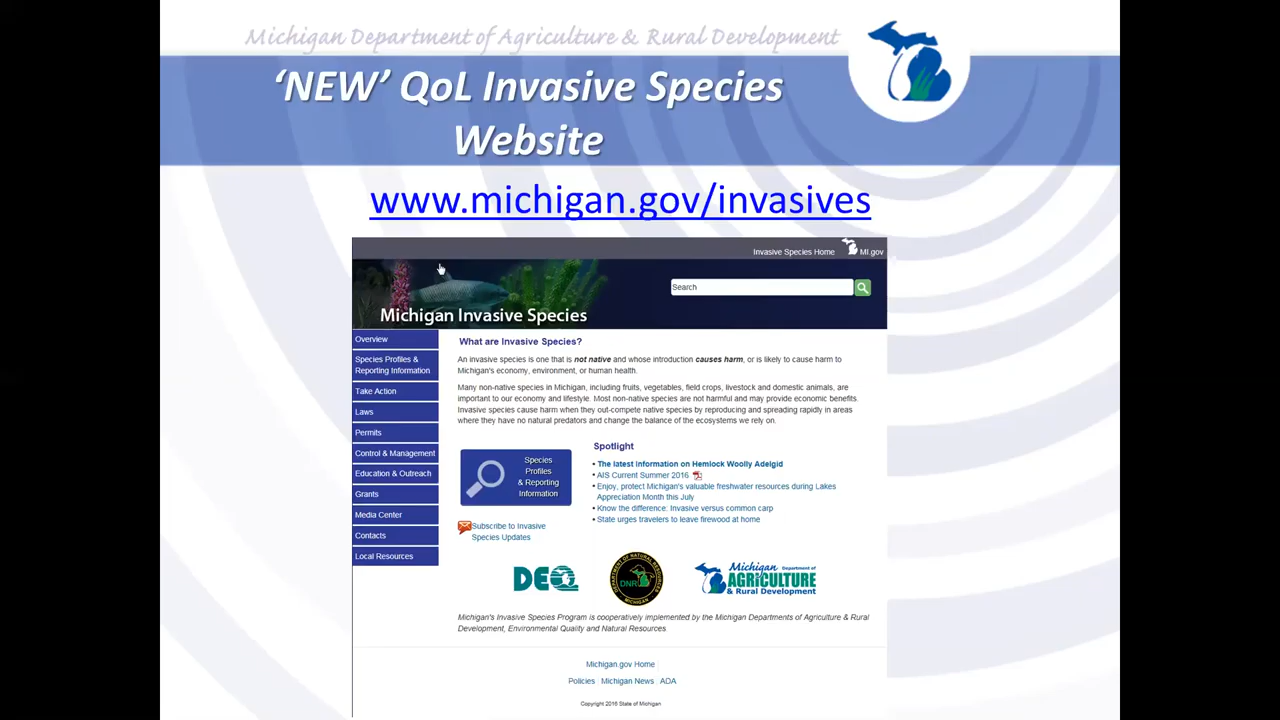 Michigan Department of Agriculture & Rural Development
‘NEW’ QoL Invasive Species
Website
www.michigan.gov/invasives
Invasive Species Home
MI.gov
Search
Michigan Invasive Species
Overview
Species Profiles &
Reporting Information
Take Action
Laws
Permits
Control & Management
Education & Outreach
Grants
Media Center
Contacts
Local Resources
What are Invasive Species?
An invasive species is one that is not native and whose introduction causes harm, or is likely to cause harm to
Michigan's economy, environment, or human health.
Many non-native species in Michigan, including fruits, vegetables, field crops, livestock and domestic animals, are
important to our economy and lifestyle. Most non-native species are not harmful and may provide economic benefits.
Invasive species cause harm when they out-compete native species by reproducing and spreading rapidly in areas
where they have no natural predators and change the balance of the ecosystems we rely on.
Species
Profiles
& Reporting
Information
Subscribe to Invasive
Species Updates
Spotlight
• The latest information on Hemlock Woolly Adelgid
• AIS Current Summer 2016
• Enjoy, protect Michigan's valuable freshwater resources during Lakes
Appreciation Month this July
• Know the difference: Invasive versus common carp
• State urges travelers to leave firewood at home
DEQ
DEPARTMENT OF NATURAL RESOURCES
DNR
MICHIGAN
Michigan Department of
AGRICULTURE
& Rural Development
Michigan's Invasive Species Program is cooperatively implemented by the Michigan Departments of Agriculture & Rural
Development, Environmental Quality and Natural Resources
Michigan.gov Home
Policies Michigan News ADA
Copyright 2016 State of Michigan